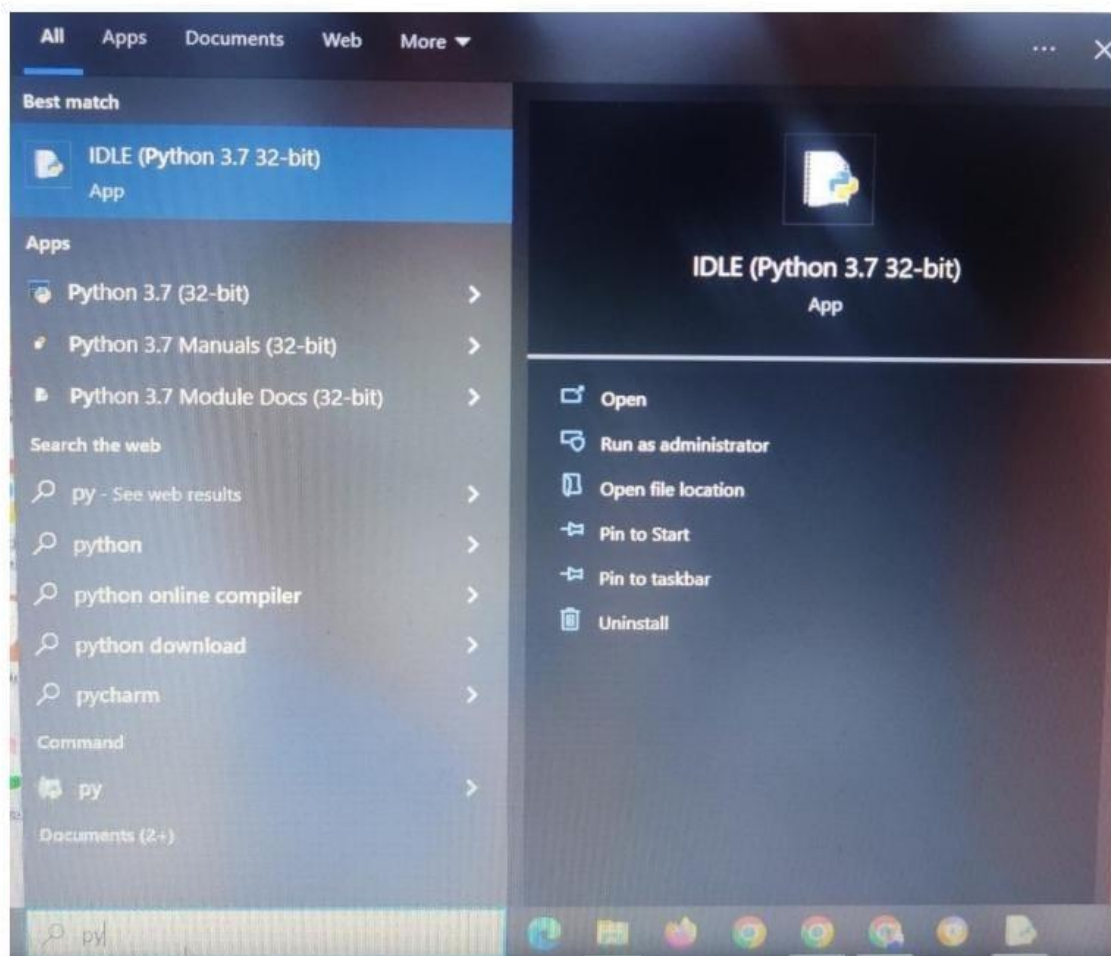 All Apps Documents Web More
Best match
IDLE (Python 3.7 32-bit)
App
Apps
Python 3.7 (32-bit)
Python 3.7 Manuals (32-bit)
Python 3.7 Module Docs (32-bit)
Search the web
py - See web results
python
python online compiler
python download
pycharm
Command
py
Documents (2+)
py
IDLE (Python 3.7 32-bit)
App
Open
Run as administrator
Open file location
Pin to Start
Pin to taskbar
Uninstall